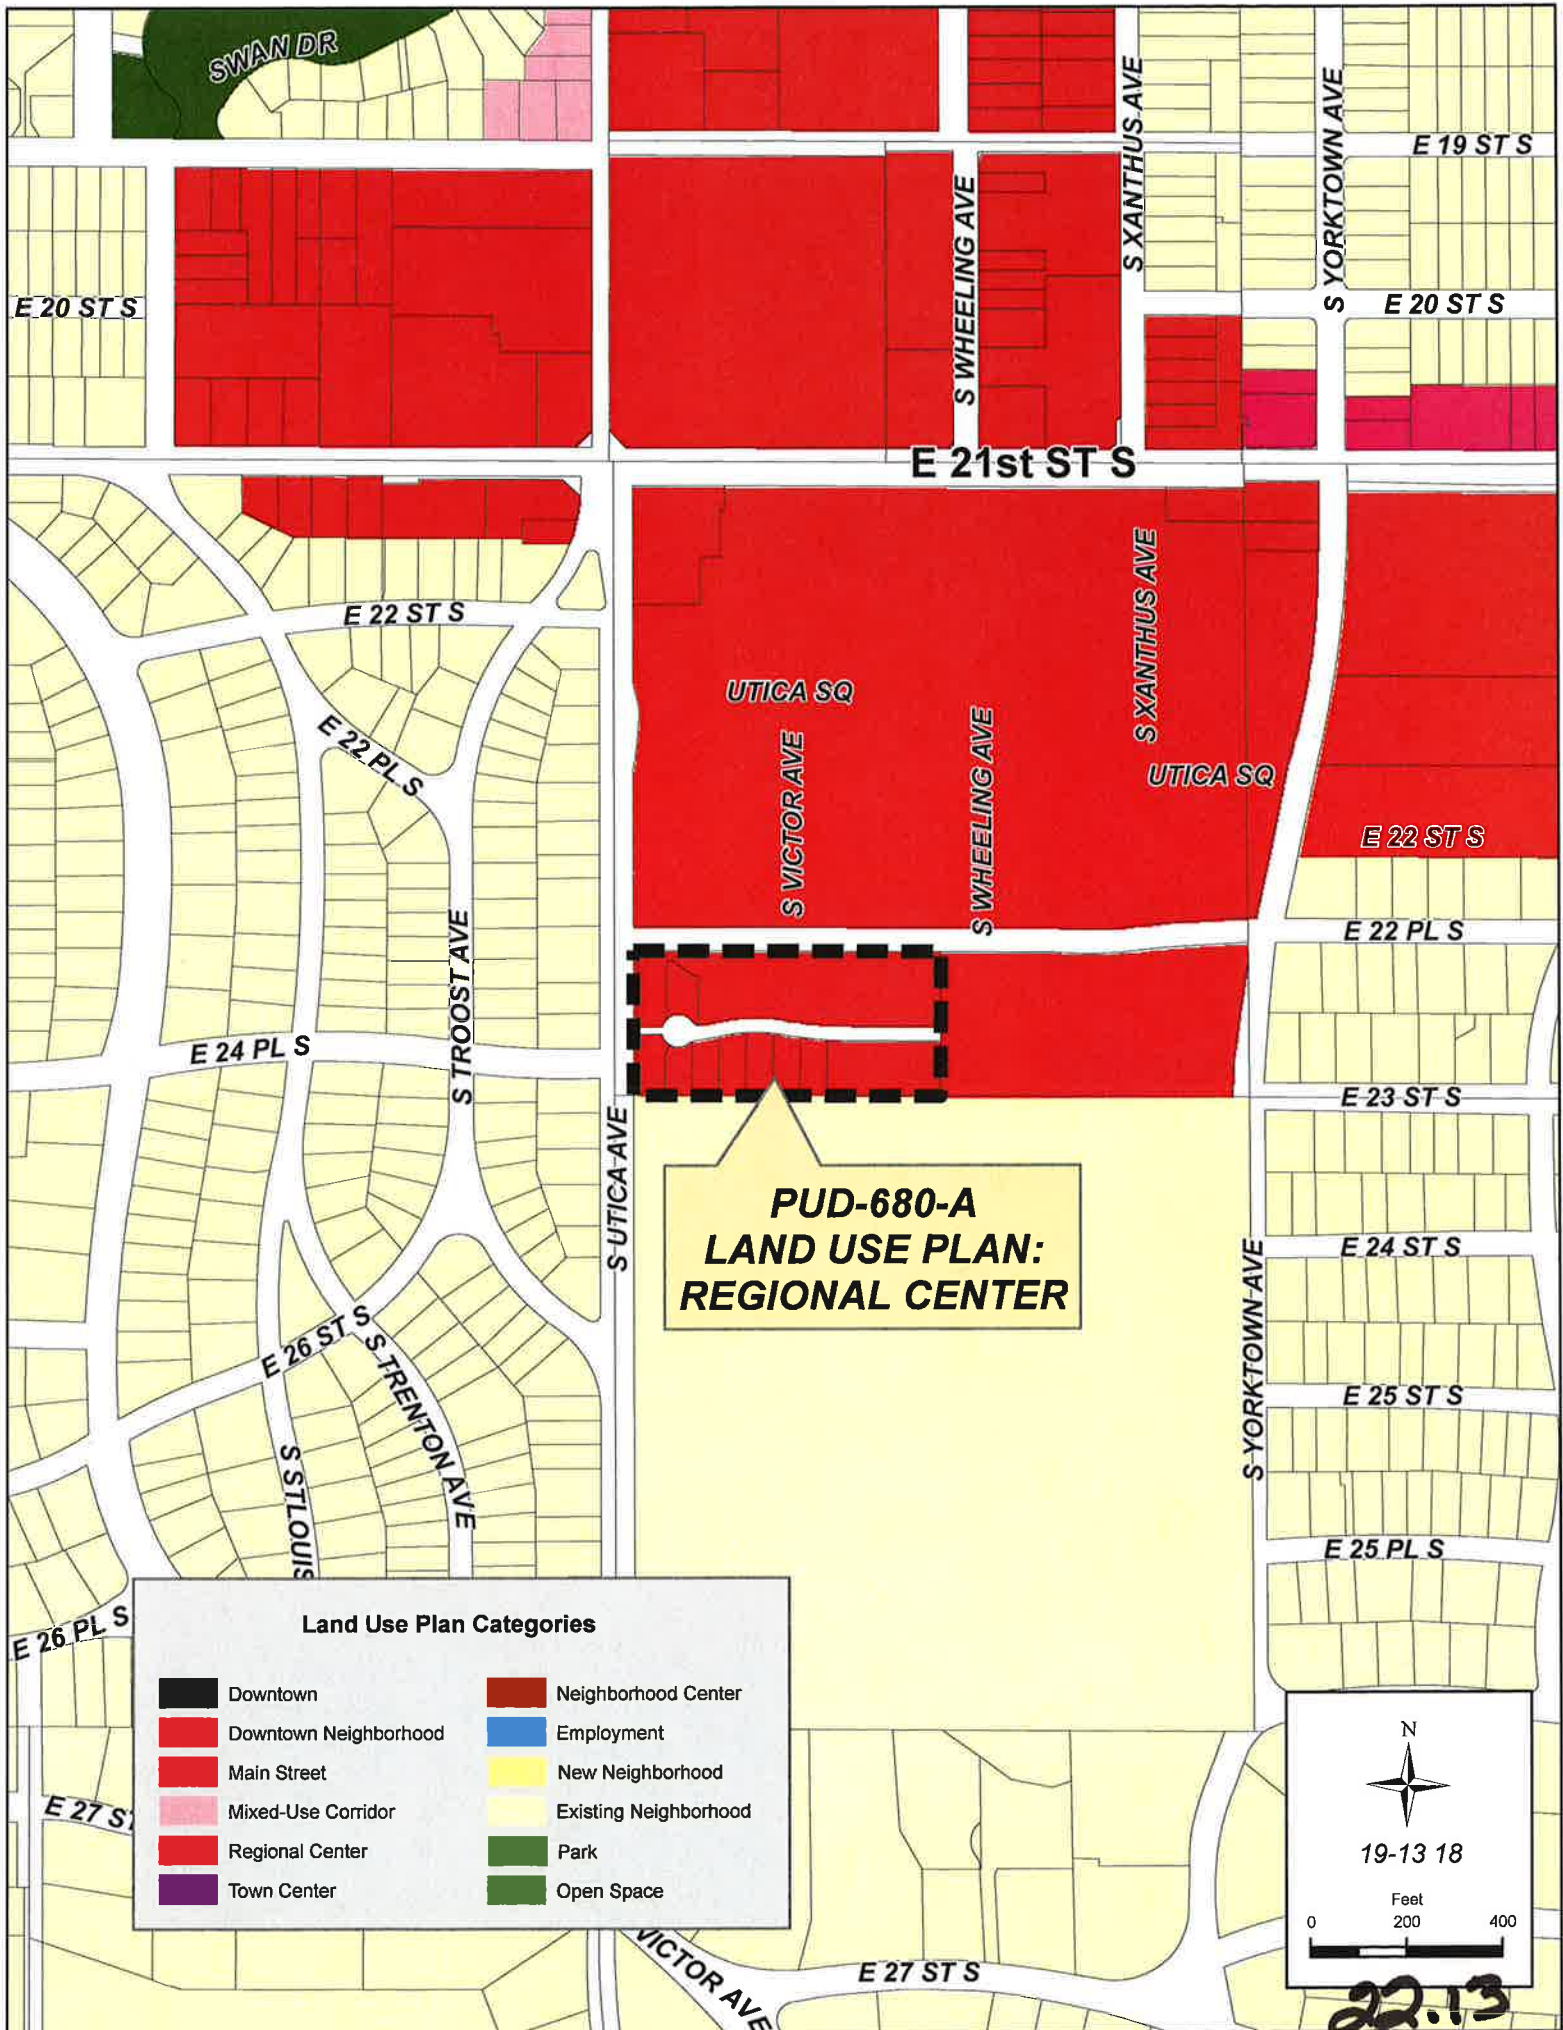 SWAN DR
S XANTHUS AVE
S YORKTOWN AVE
E 19 ST S
S WHEELING AVE
E 20 ST S
E 20 ST S
E 21st ST S
E 22 ST S
S XANTHUS AVE
UTICA SQ
E 22 PL S
S VICTOR AVE
S WHEELING AVE
UTICA SQ
E 22 ST S
S TROOST AVE
E 22 PL S
E 24 PL S
E 23 ST S
S UTICA AVE
PUD-680-A
LAND USE PLAN:
REGIONAL CENTER
E 24 ST S
S YORKTOWN AVE
E 26 ST S
S TRENTON AVE
E 25 ST S
S STLOUIS
E 25 PL S
E 26 PL S
Land Use Plan Categories
Downtown
Downtown Neighborhood
Main Street
Mixed-Use Corridor
Regional Center
Town Center
Neighborhood Center
Employment
New Neighborhood
Existing Neighborhood
Park
Open Space
E 27 ST
N
19-13 18
Feet
0 200 400
VICTOR AVE
E 27 ST S
22.13